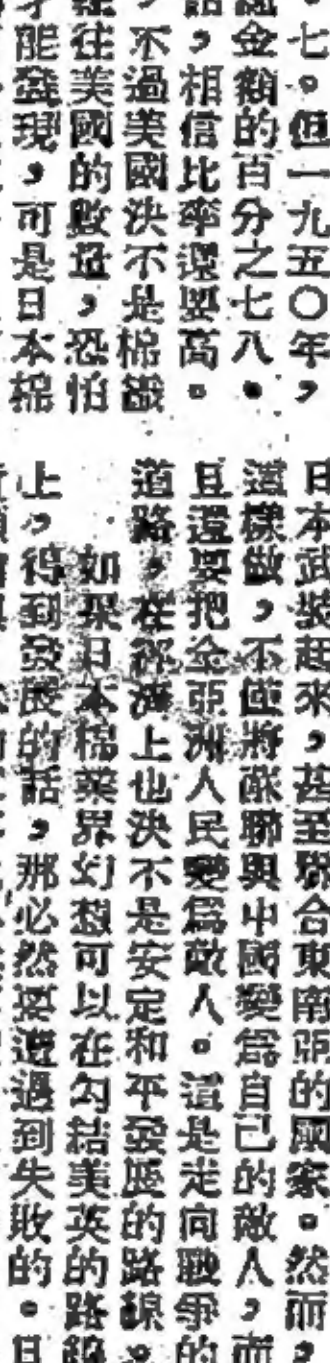 七。但一九五〇年,
金額的百分之七八。
,相信比率還要高。
不過美國決不是棉織
往美國的數量,恐怕
才能發現,可是日本棉
日本武裝起來,甚至聯合東南亞的國家。然而,
這樣做,不僅將蘇聯與中國變爲自己的敵人,而
且還要把全亞洲人民變爲敵人。這是走向戰爭的
道路,在經濟上也決不是安定和平發展的路線。
如果日本棉業界幻想可以在勾結美英的路線
上,得到發展的話,那必然要遭遇到失敗的。日